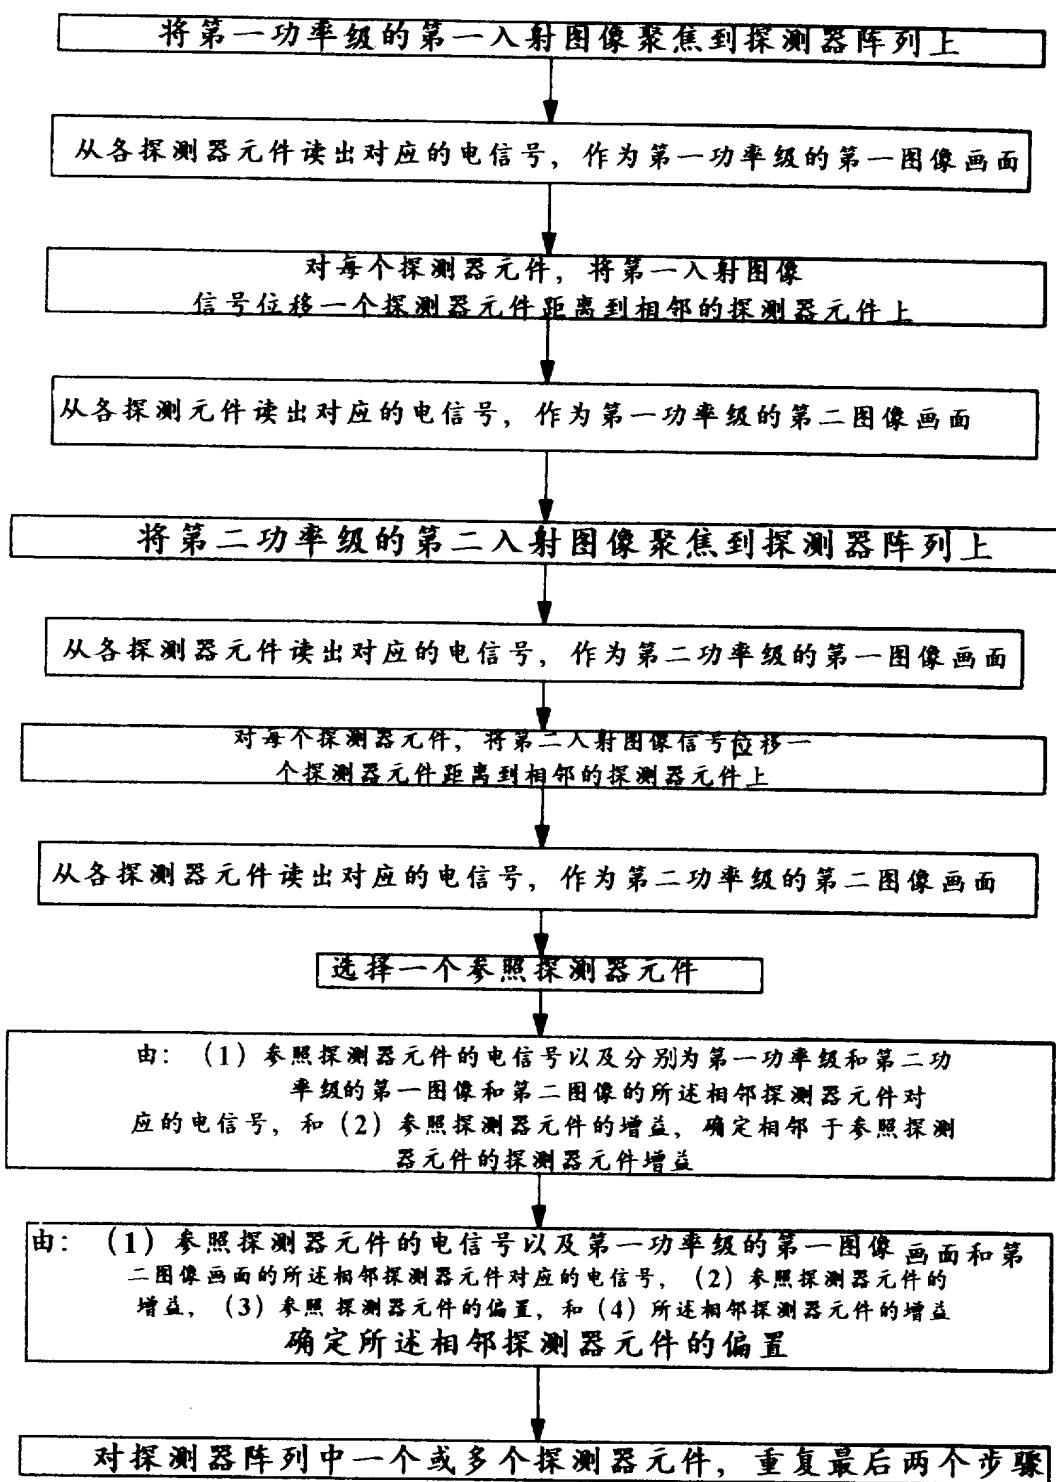 将第一功率级的第一入射图像聚焦到探测器阵列上
从各探测器元件读出对应的电信号，作为第一功率级的第一图像画面
对每个探测器元件，将第一入射图像
信号位移一个探测器元件距离到相邻的探测器元件上
从各探测元件读出对应的电信号，作为第一功率级的第二图像画面
将第二功率级的第二入射图像聚焦到探测器阵列上
从各探测器元件读出对应的电信号，作为第二功率级的第一图像画面
对每个探测器元件，将第二入射图像信号位移一
个探测器元件距离到相邻的探测器元件上
从各探测器元件读出对应的电信号，作为第二功率级的第二图像画面
选择一个参照探测器元件
由：（1）参照探测器元件的电信号以及分别为第一功率级和第二功
率级的第一图像和第二图像的所述相邻探测器元件对
应的电信号，和（2）参照探测器元件的增益，确定相邻于参照探测
器元件的探测器元件增益
由：（1）参照探测器元件的电信号以及第一功率级的第一图像画面和第
二图像画面的所述相邻探测器元件对应的电信号，（2）参照探测器元件的
增益，（3）参照探测器元件的偏置，和（4）所述相邻探测器元件的增益
确定所述相邻探测器元件的偏置
对探测器阵列中一个或多个探测器元件，重复最后两个步骤